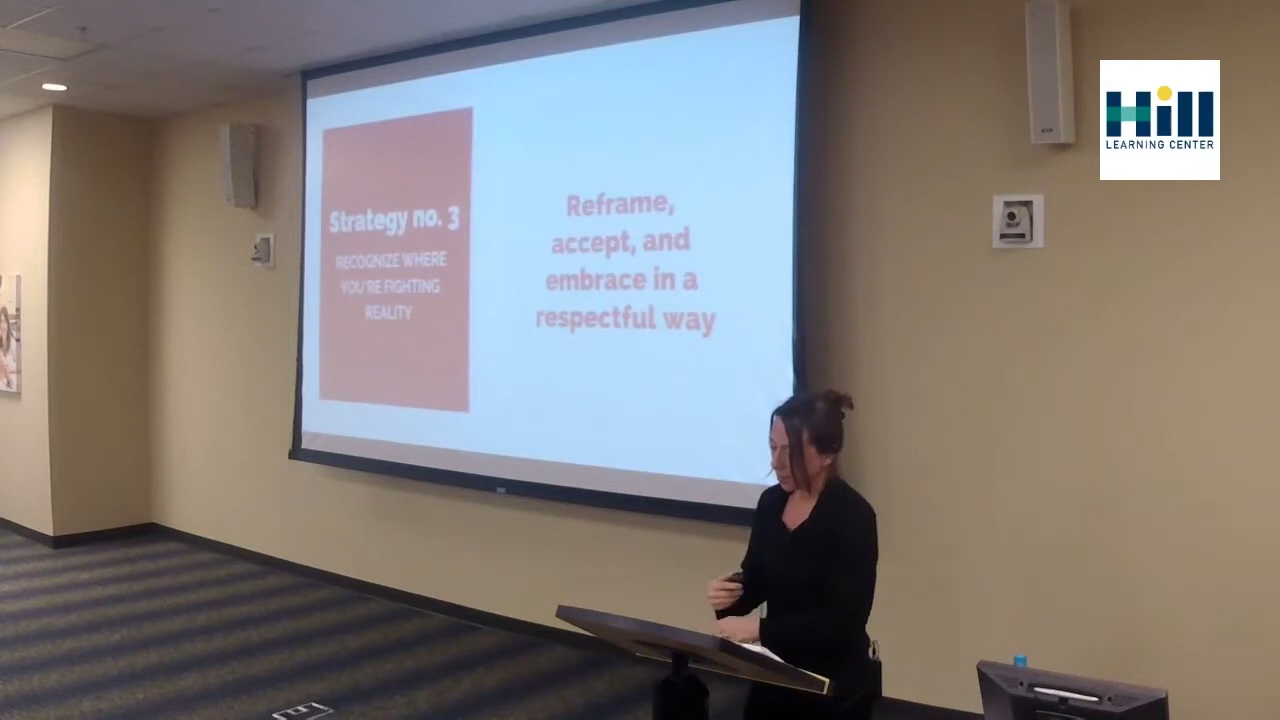 Strategy no. 3
RECOGNIZE WHERE
YOU'RE FIGHTING
REALITY
Reframe,
accept, and
embrace in a
respectful way
Hill
LEARNING CENTER